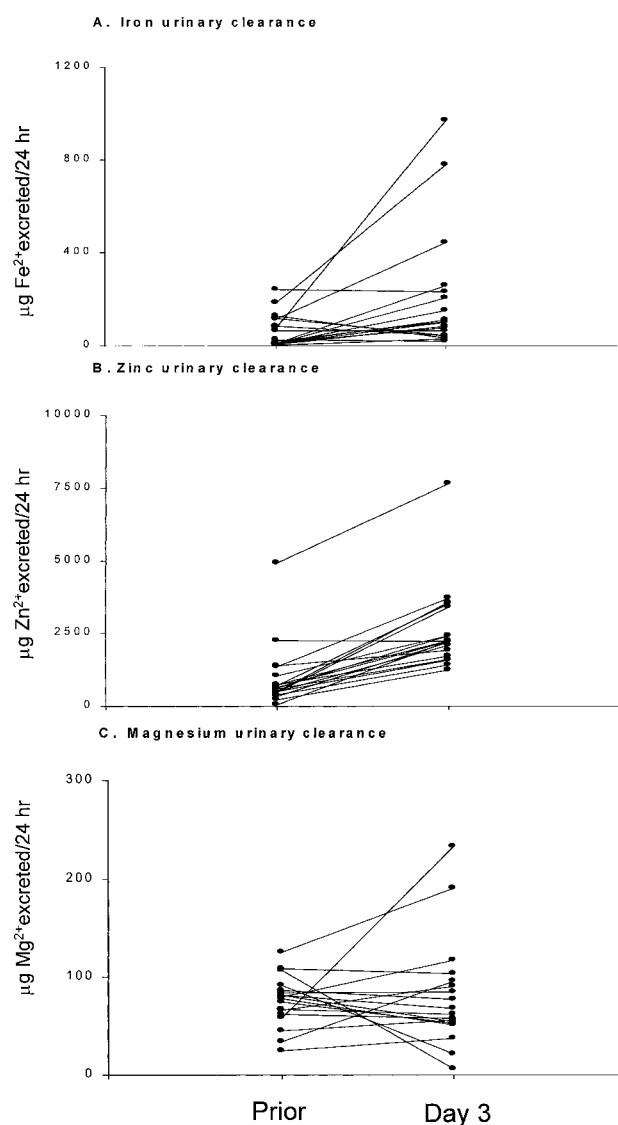 A. Iron urinary clearance
1200
800
400
0
µg Fe²⁺excreted/24 hr
B. Zinc urinary clearance
10000
7500
5000
2500
0
µg Zn²⁺excreted/24 hr
C. Magnesium urinary clearance
300
200
100
0
µg Mg²⁺excreted/24 hr
Prior
Day 3